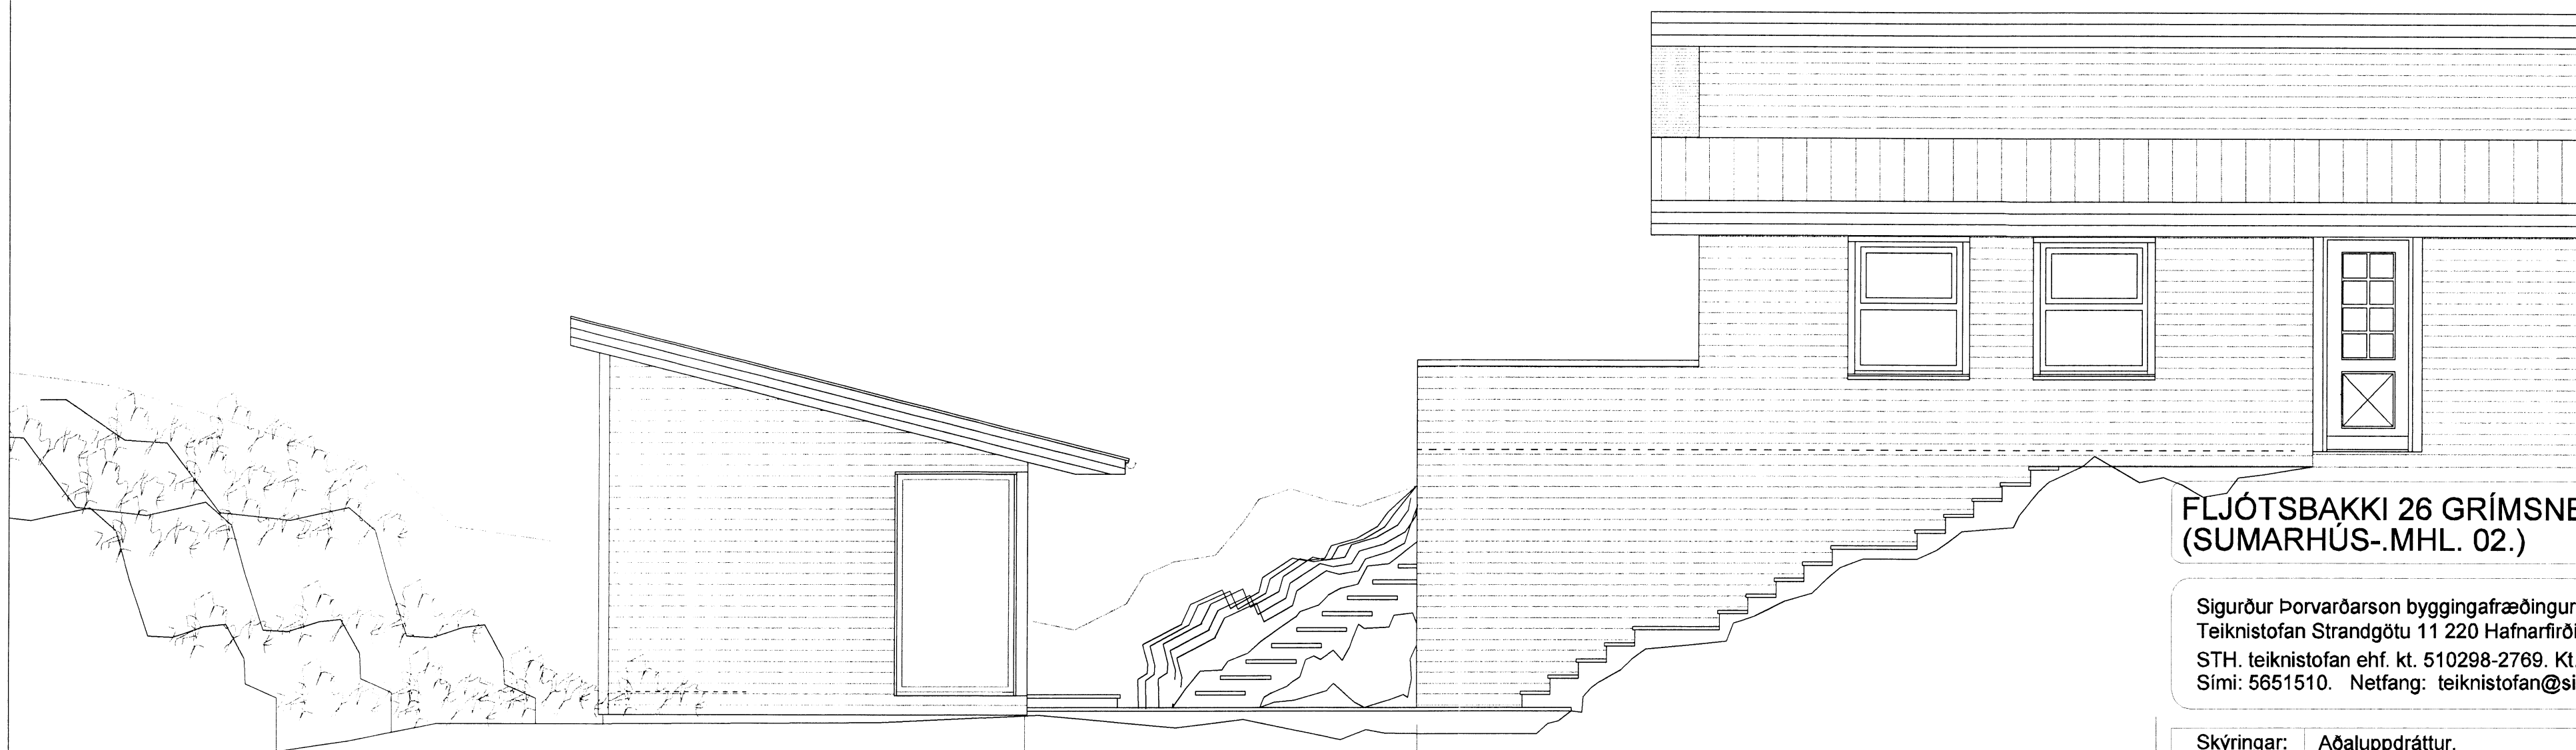 FLJÓTSBAKKI 26 GRÍMSNE
(SUMARHÚS-.MHL. 02.)
Sigurður Þorvarðarson byggingafræðingur
Teiknistofan Strandgötu 11 220 Hafnarfirði
STH. teiknistofan ehf. kt. 510298-2769. Kt.
Sími: 5651510. Netfang: teiknistofan@si
Skýringar: Aðaluppdráttur.